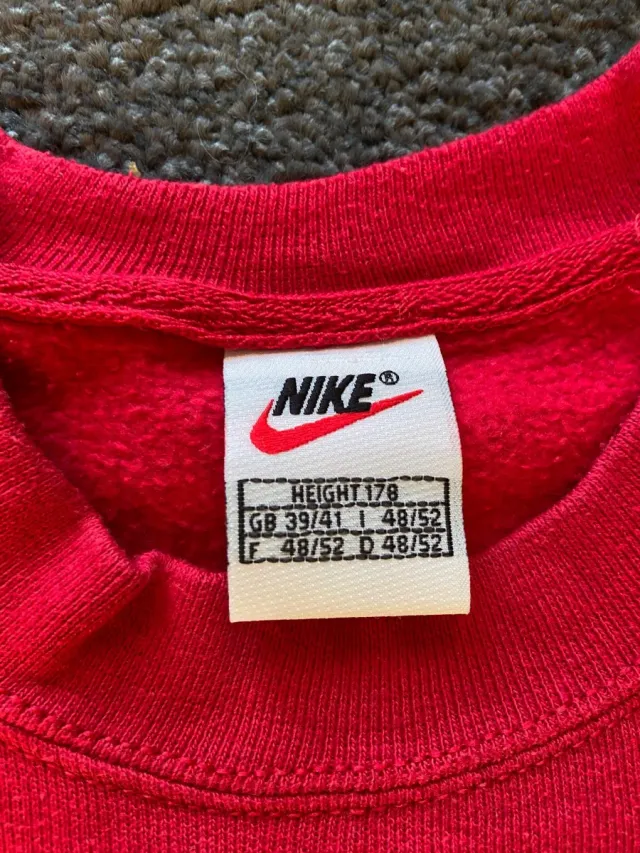 NIKE®
HEIGHT 178
GB 39/41 I 48/52
F 48/52 D 48/52